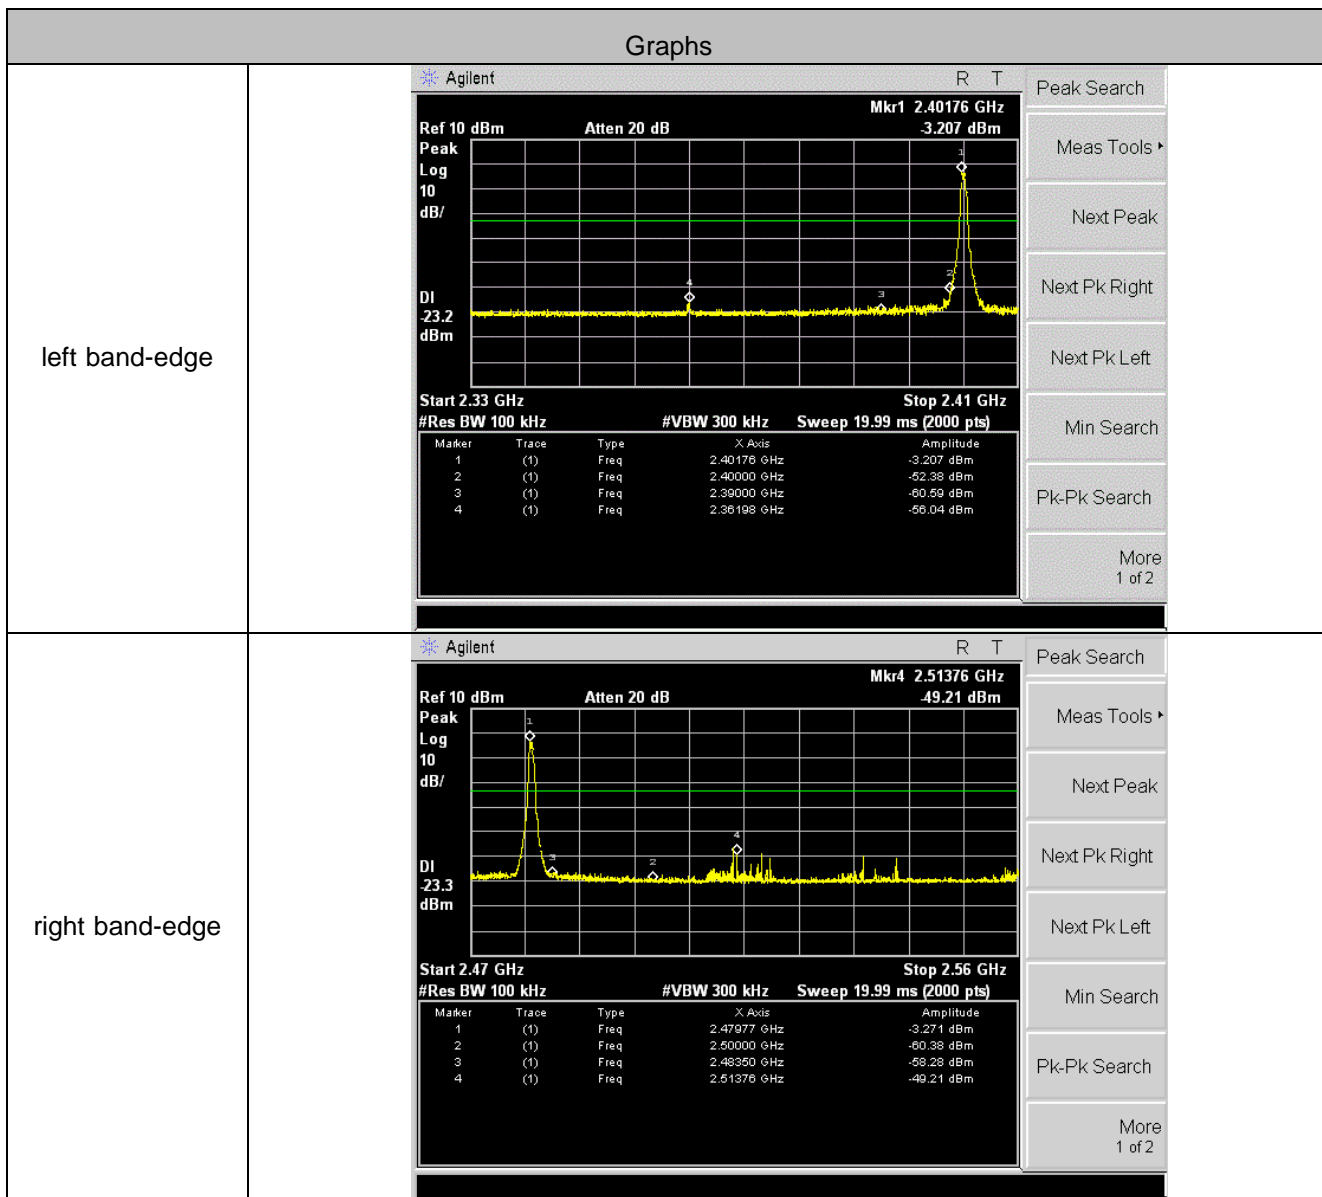 Graphs
left band-edge
Agilent
R T
Mkr1 2.40176 GHz
Ref 10 dBm Atten 20 dB -3.207 dBm
Peak
Log
10
dB/
1
2
3
4
DI
-23.2
dBm
Start 2.33 GHz Stop 2.41 GHz
#Res BW 100 kHz #VBW 300 kHz Sweep 19.99 ms (2000 pts)
Marker Trace Type X Axis Amplitude
1 (1) Freq 2.40176 GHz -3.207 dBm
2 (1) Freq 2.40000 GHz -52.38 dBm
3 (1) Freq 2.39000 GHz -60.59 dBm
4 (1) Freq 2.36198 GHz -56.04 dBm
Peak Search
Meas Tools
Next Peak
Next Pk Right
Next Pk Left
Min Search
Pk-Pk Search
More
1 of 2
right band-edge
Agilent
R T
Mkr4 2.51376 GHz
Ref 10 dBm Atten 20 dB -49.21 dBm
Peak
Log
10
dB/
1
4
3
2
DI
-23.3
dBm
Start 2.47 GHz Stop 2.56 GHz
#Res BW 100 kHz #VBW 300 kHz Sweep 19.99 ms (2000 pts)
Marker Trace Type X Axis Amplitude
1 (1) Freq 2.47977 GHz -3.271 dBm
2 (1) Freq 2.50000 GHz -60.38 dBm
3 (1) Freq 2.48350 GHz -58.28 dBm
4 (1) Freq 2.51376 GHz -49.21 dBm
Peak Search
Meas Tools
Next Peak
Next Pk Right
Next Pk Left
Min Search
Pk-Pk Search
More
1 of 2